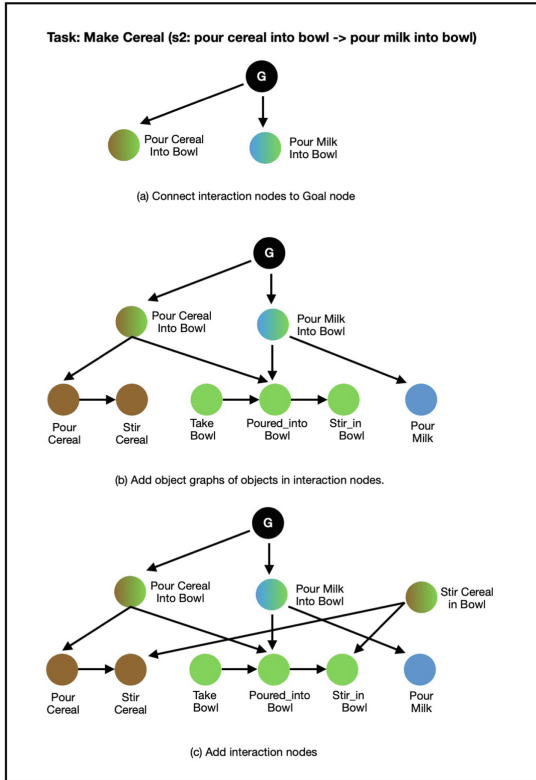 Task: Make Cereal (s2: pour cereal into bowl -> pour milk into bowl)
G
Pour Cereal
Into Bowl
Pour Milk
Into Bowl
(a) Connect interaction nodes to Goal node
G
Pour Cereal
Into Bowl
Pour Milk
Into Bowl
Pour
Cereal
Stir
Cereal
Take
Bowl
Poured_into
Bowl
Stir_in
Bowl
Pour
Milk
(b) Add object graphs of objects in interaction nodes.
G
Pour Cereal
Into Bowl
Pour Milk
Into Bowl
Stir Cereal
in Bowl
Pour
Cereal
Stir
Cereal
Take
Bowl
Poured_into
Bowl
Stir_in
Bowl
Pour
Milk
(c) Add interaction nodes